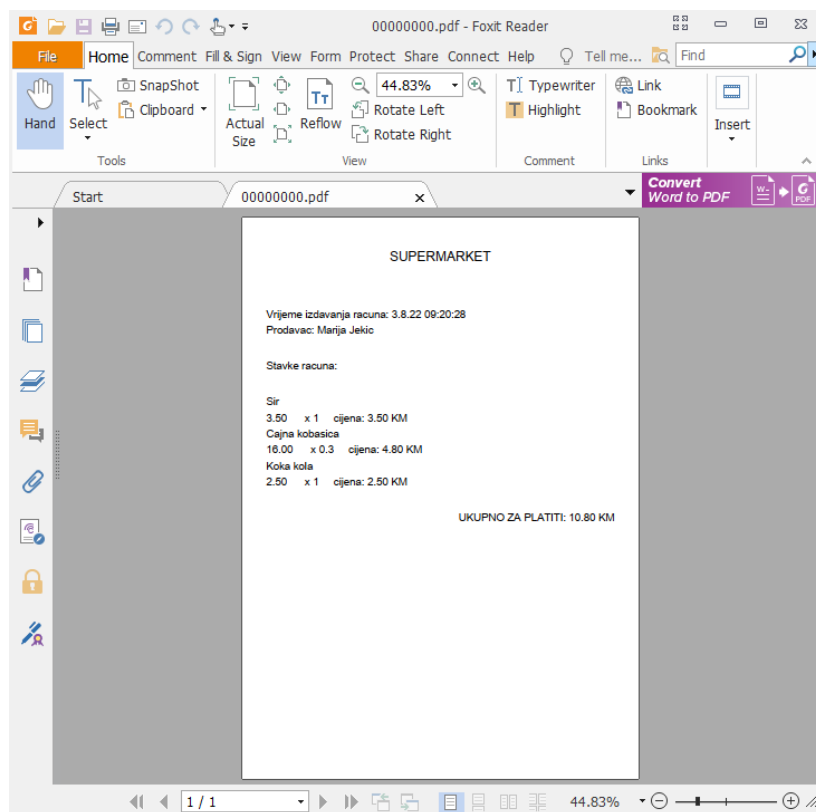 00000000.pdf - Foxit Reader
File Home Comment Fill & Sign View Form Protect Share Connect Help Tell me... Find
Hand
Select
SnapShot
Clipboard
Tools
Actual Size
Reflow
44.83%
Rotate Left
Rotate Right
View
Typewriter
Highlight
Comment
Link
Bookmark
Links
Insert
Start
00000000.pdf
Convert
Word to PDF
W
PDF
SUPERMARKET
Vrijeme izdavanja racuna: 3.8.22 09:20:28
Prodavac: Marija Jekic
Stavke racuna:
Sir
3.50 x 1 cijena: 3.50 KM
Cajna kobasica
16.00 x 0.3 cijena: 4.80 KM
Koka kola
2.50 x 1 cijena: 2.50 KM
UKUPNO ZA PLATITI: 10.80 KM
1 / 1
44.83%